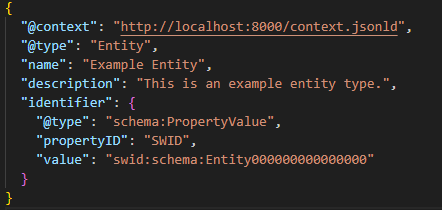 {
"@context": "http://localhost:8000/context.jsonld",
"@type": "Entity",
"name": "Example Entity",
"description": "This is an example entity type.",
"identifier": {
"@type": "schema:PropertyValue",
"propertyID": "SWID",
"value": "swid:schema:Entity000000000000000"
}
}